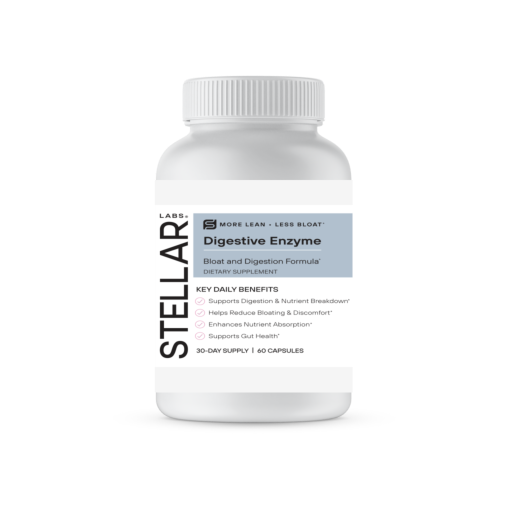 LABS®
STELLAR
MORE LEAN • LESS BLOAT*
Digestive Enzyme
Bloat and Digestion Formula*
DIETARY SUPPLEMENT
KEY DAILY BENEFITS
Supports Digestion & Nutrient Breakdown*
Helps Reduce Bloating & Discomfort*
Enhances Nutrient Absorption*
Supports Gut Health*
30-DAY SUPPLY | 60 CAPSULES